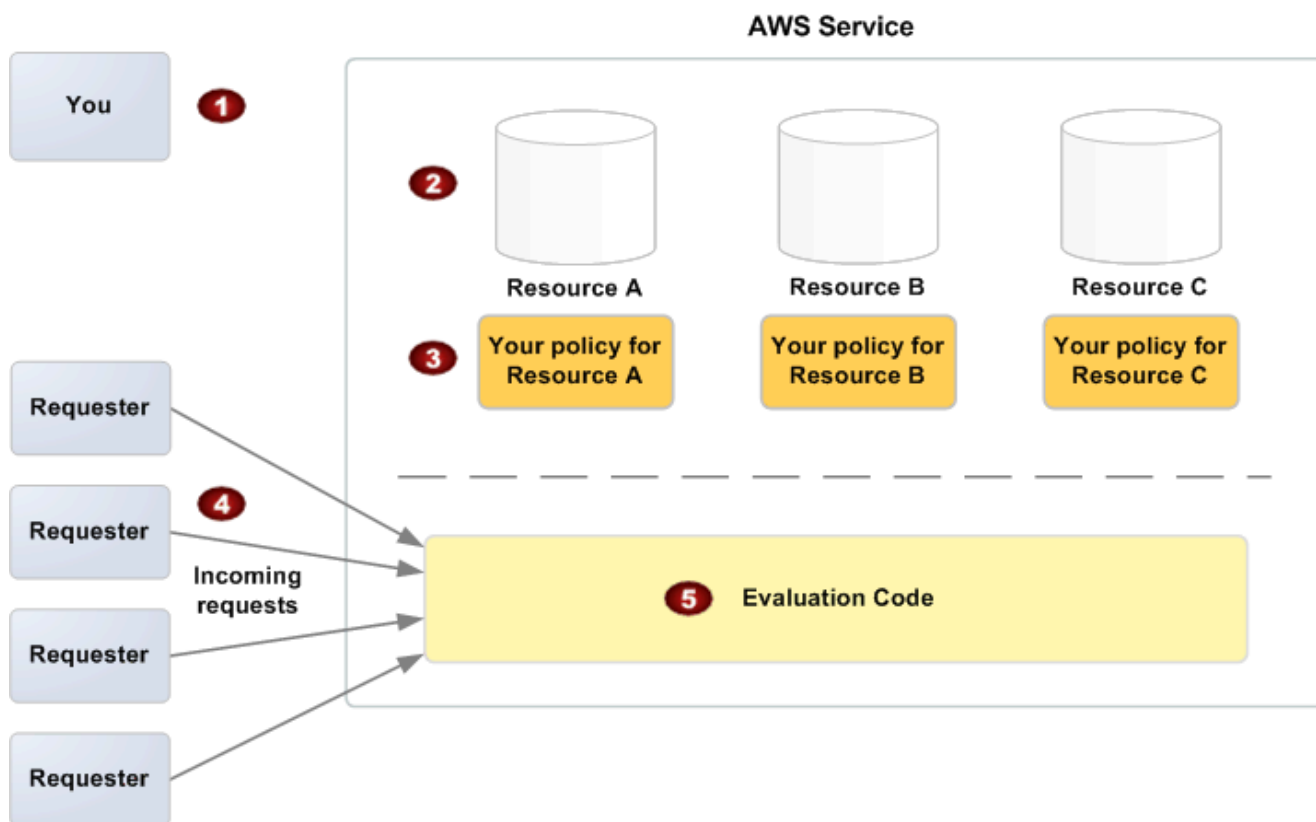 AWS Service
You
1
2
Resource A
Resource B
Resource C
3
Your policy for
Resource A
Your policy for
Resource B
Your policy for
Resource C
Requester
Requester
4
Incoming
requests
Requester
Requester
5
Evaluation Code